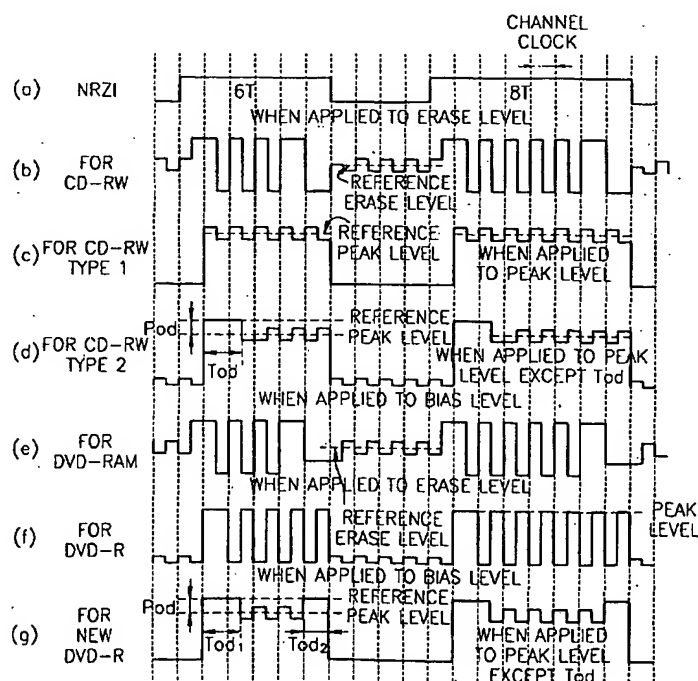 CHANNEL
CLOCK
(a) NRZI 6T 8T
WHEN APPLIED TO ERASE LEVEL
(b) FOR
CD-RW
REFERENCE
ERASE LEVEL
(c) FOR CD-RW
TYPE 1
REFERENCE
PEAK LEVEL
WHEN APPLIED
TO PEAK LEVEL
(d) FOR CD-RW
TYPE 2
Pod
Tod
REFERENCE
PEAK LEVEL
WHEN APPLIED TO PEAK
LEVEL EXCEPT Tod
WHEN APPLIED TO BIAS LEVEL
(e) FOR
DVD-RAM
WHEN APPLIED TO ERASE LEVEL
REFERENCE
ERASE LEVEL
(f) FOR
DVD-R
PEAK
LEVEL
WHEN APPLIED TO BIAS LEVEL
(g) FOR
NEW
DVD-R
Pod
Tod1 Tod2
REFERENCE
PEAK LEVEL
WHEN APPLIED
TO PEAK LEVEL
EXCEPT Tod